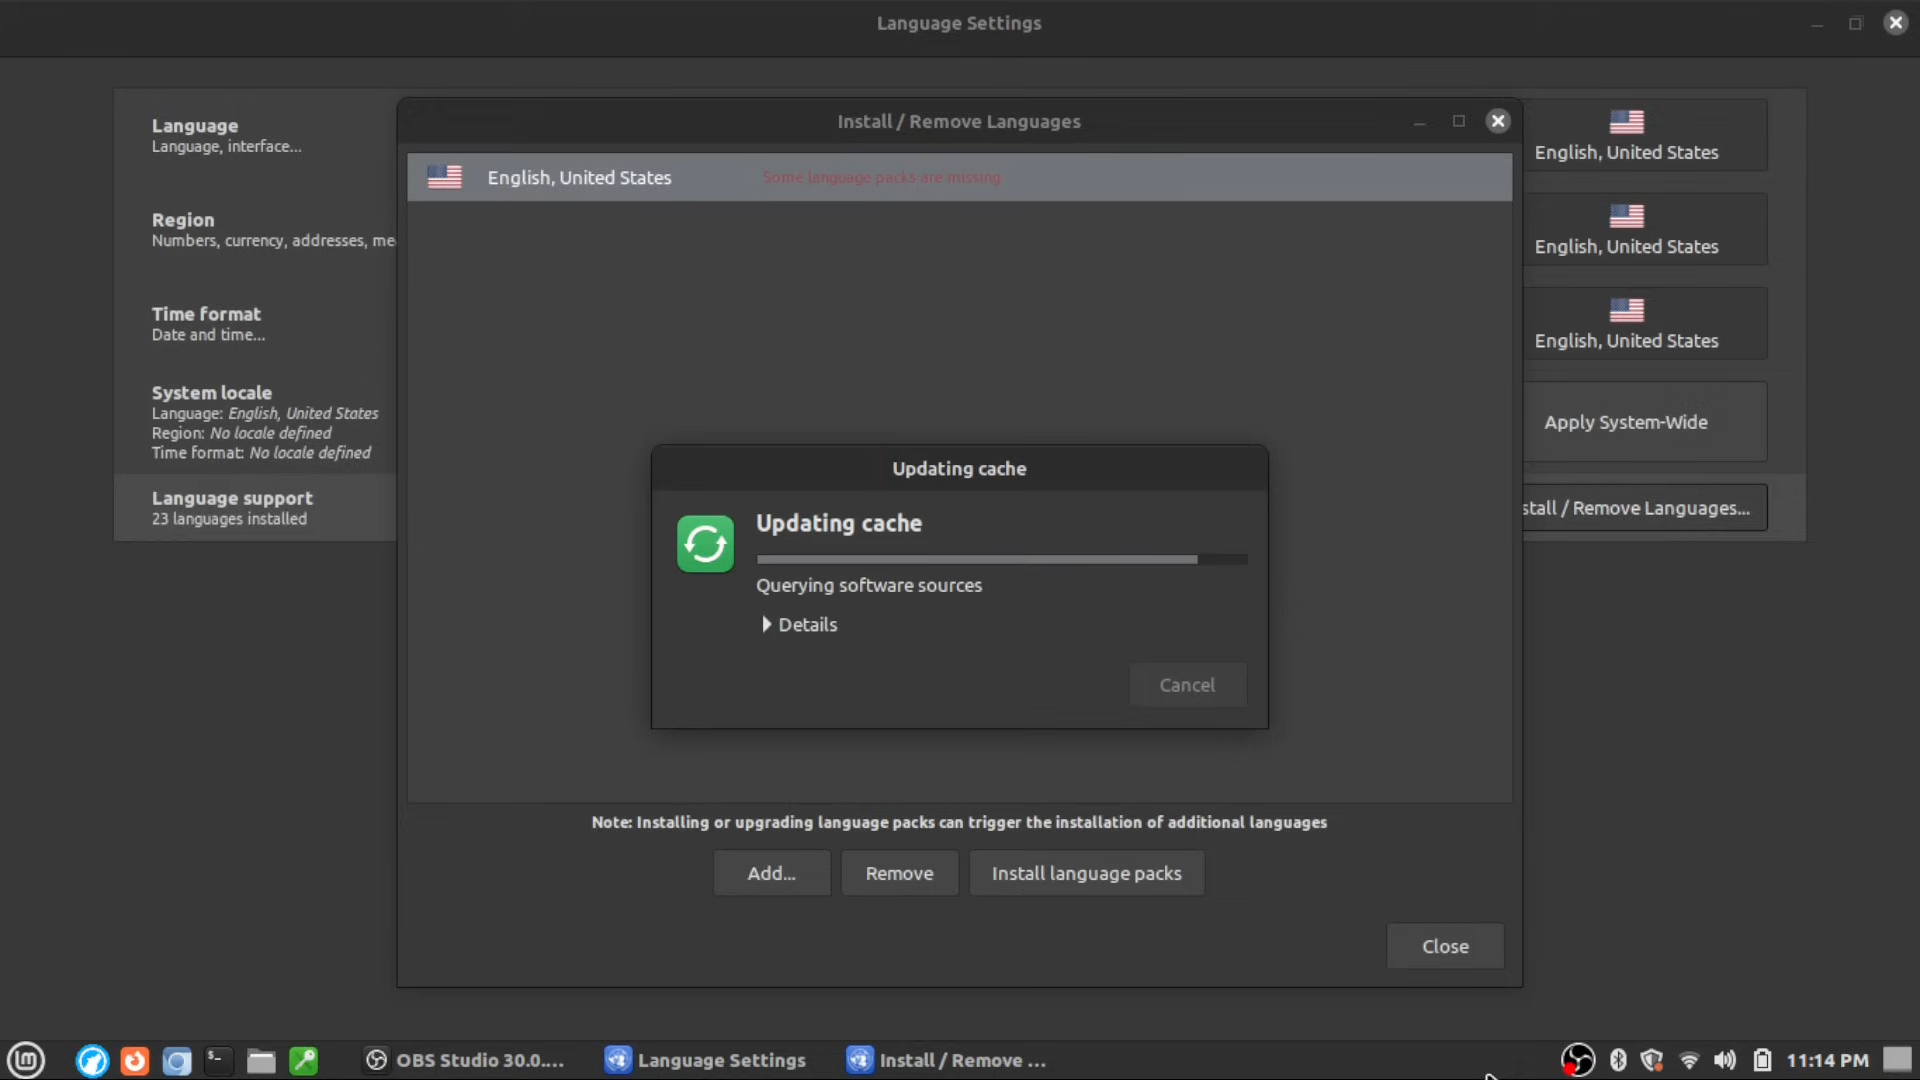 Language Settings
Language
Language, interface...
Region
Numbers, currency, addresses, me
Time format
Date and time...
System locale
Language: English, United States
Region: No locale defined
Time format: No locale defined
Language support
23 languages installed
Install / Remove Languages
English, United States
Some language packs are missing
Updating cache
Updating cache
Querying software sources
Details
Cancel
Note: Installing or upgrading language packs can trigger the installation of additional languages
Add...
Remove
Install language packs
Close
English, United States
English, United States
English, United States
Apply System-Wide
stall / Remove Languages...
OBS Studio 30.0....
Language Settings
Install / Remove ...
11:14 PM